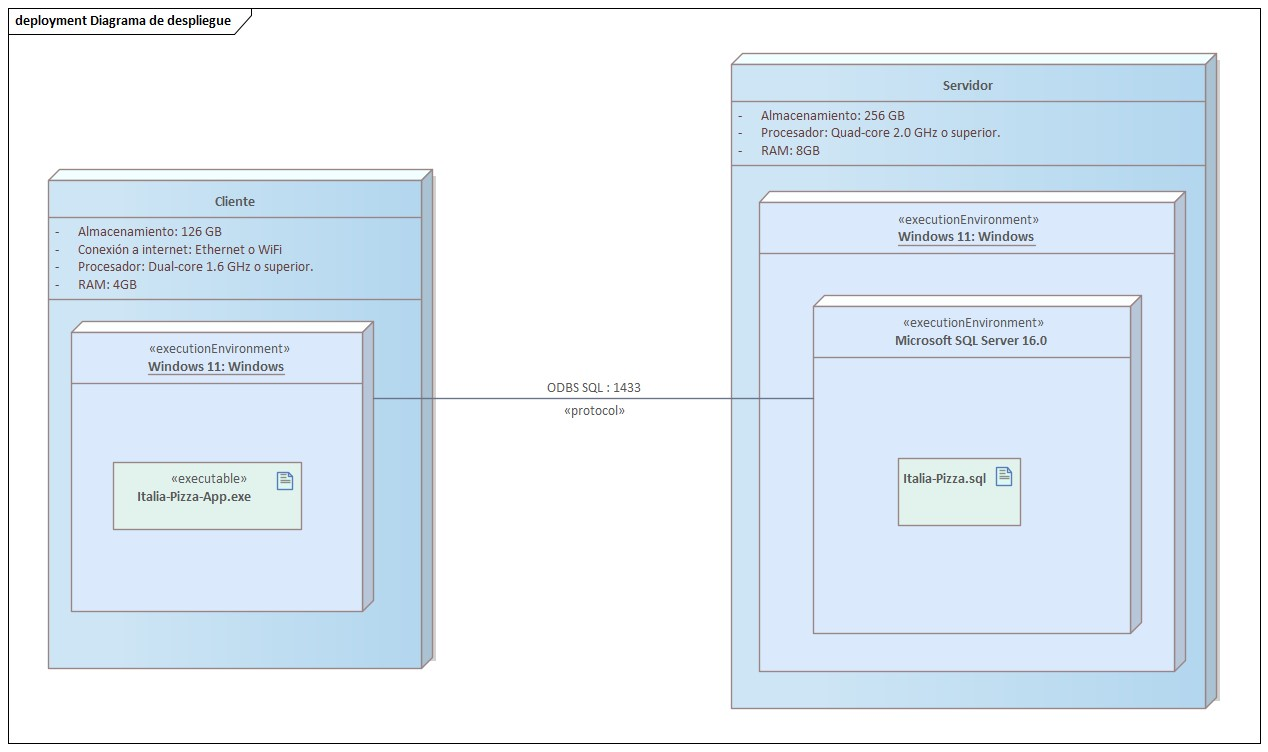 deployment Diagrama de despliegue
Cliente
- Almacenamiento: 126 GB
- Conexión a internet: Ethernet o WiFi
- Procesador: Dual-core 1.6 GHz o superior.
- RAM: 4GB
«executionEnvironment»
Windows 11: Windows
«executable»
Italia-Pizza-App.exe
ODBS SQL : 1433
«protocol»
Servidor
- Almacenamiento: 256 GB
- Procesador: Quad-core 2.0 GHz o superior.
- RAM: 8GB
«executionEnvironment»
Windows 11: Windows
«executionEnvironment»
Microsoft SQL Server 16.0
Italia-Pizza.sql